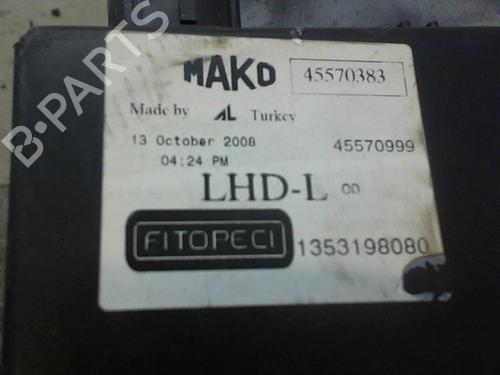 B-PARTS
MAKO 45570383
Made by AL Turkey
13 October 2008 45570999
04:24 PM
LHD-L 00
FITOPECI 1353198080